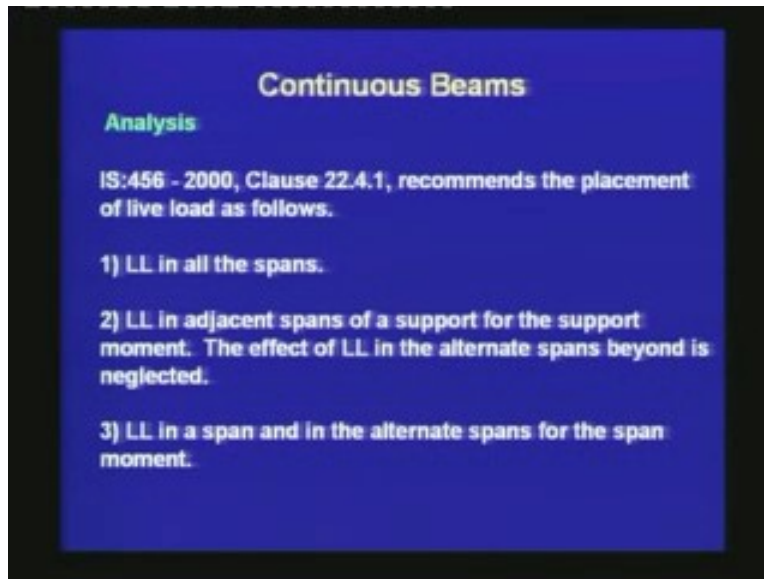 Continuous Beams
Analysis
IS:456 - 2000, Clause 22.4.1, recommends the placement
of live load as follows.
1) LL in all the spans.
2) LL in adjacent spans of a support for the support
moment. The effect of LL in the alternate spans beyond is
neglected.
3) LL in a span and in the alternate spans for the span
moment.